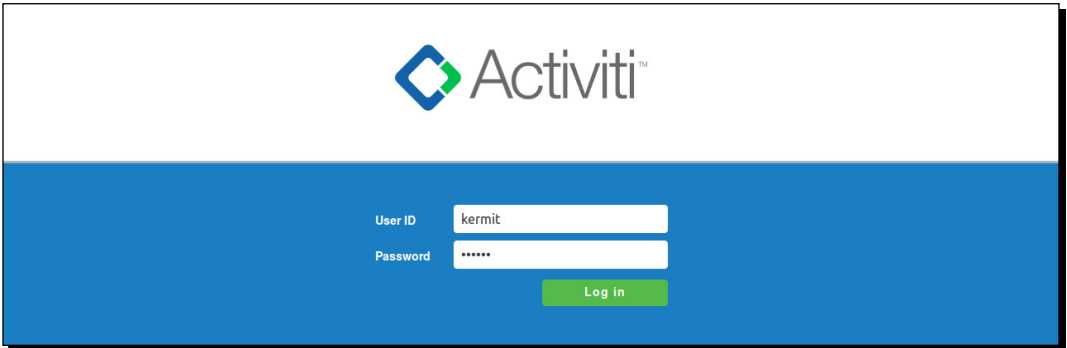 Activiti™
User ID kermit
Password ••••••
Log in